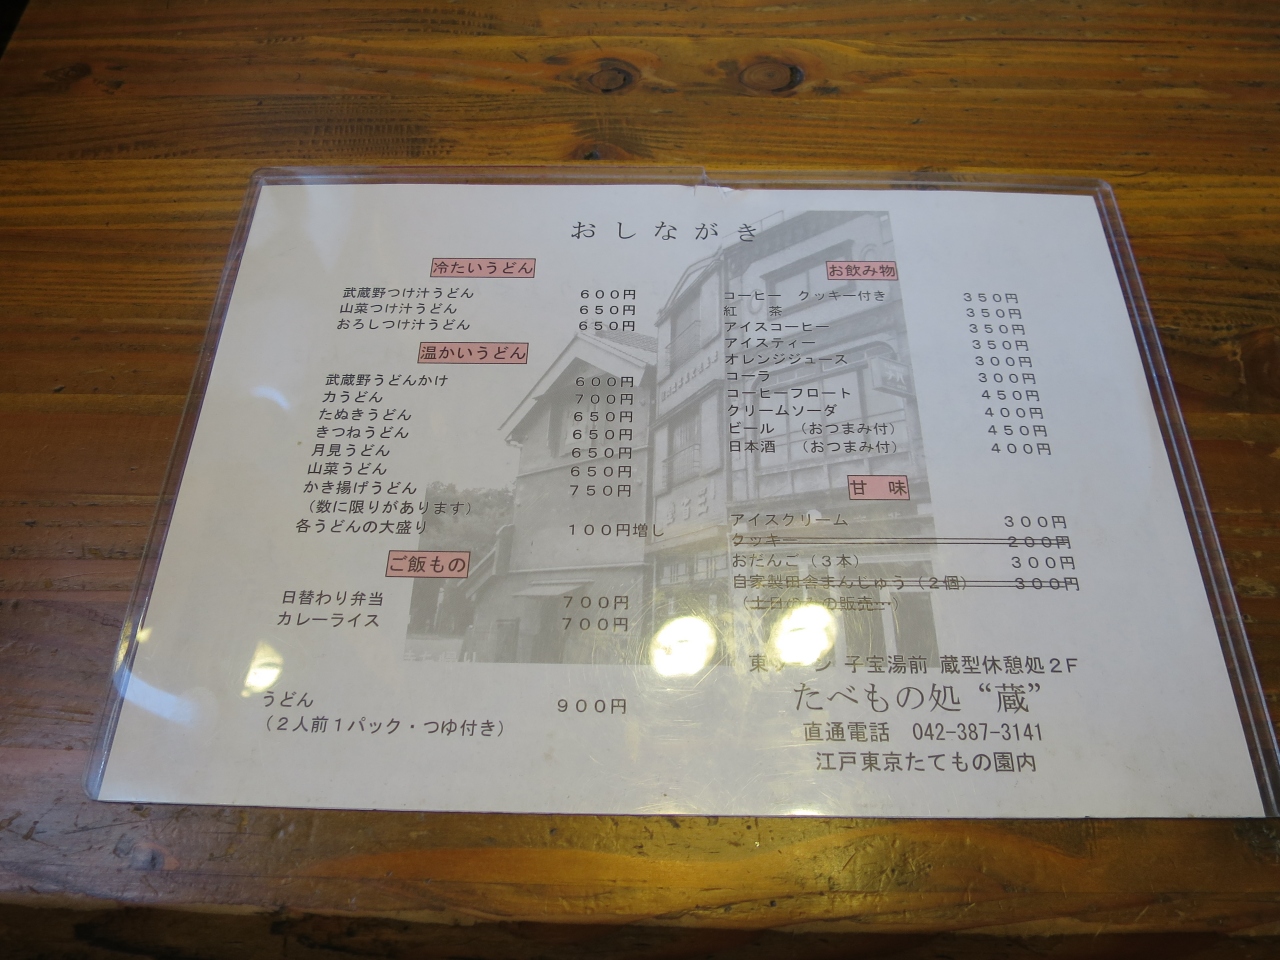 おしながき
冷たいうどん
武蔵野つけ汁うどん ６００円
山菜つけ汁うどん ６５０円
おろしつけ汁うどん ６５０円
温かいうどん
武蔵野うどんかけ ６００円
力うどん ７００円
たぬきうどん ６５０円
きつねうどん ６５０円
月見うどん ６５０円
山菜うどん ６５０円
かき揚げうどん ７５０円
（数に限りがあります）
各うどんの大盛り １００円増し
ご飯もの
日替わり弁当 ７００円
カレーライス ７００円
うどん ９００円
（２人前１パック・つゆ付き）
お飲み物
コーヒー クッキー付き ３５０円
紅 茶 ３５０円
アイスコーヒー ３５０円
アイスティー ３５０円
オレンジジュース ３００円
コーラ ３００円
コーヒーフロート ４５０円
クリームソーダ ４００円
ビール （おつまみ付） ４５０円
日本酒 （おつまみ付） ４００円
甘 味
アイスクリーム ３００円
クッキー ２００円
おだんご（３本） ３００円
自家製田舎まんじゅう（２個） ３００円
（土日 の販売…）
東 ン 子宝湯前 蔵型休憩処２Ｆ
たべもの処“蔵”
直通電話 042-387-3141
江戸東京たてもの園内